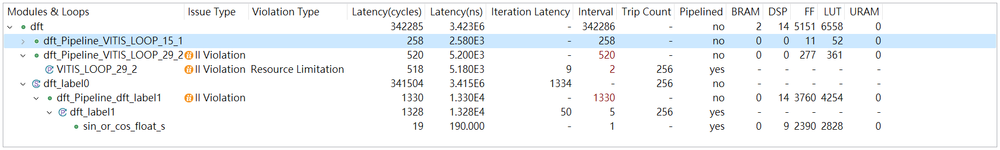 Modules & Loops Issue Type Violation Type Latency(cycles) Latency(ns) Iteration Latency Interval Trip Count Pipelined BRAM DSP FF LUT URAM
dft 342285 3.423E6 - 342286 - no 2 14 5151 6558 0
dft_Pipeline_VITIS_LOOP_15_1 258 2.580E3 - 258 - no 0 0 11 52 0
dft_Pipeline_VITIS_LOOP_29_2 II Violation 520 5.200E3 - 520 - no 0 0 277 361 0
VITIS_LOOP_29_2 II Violation Resource Limitation 518 5.180E3 9 2 256 yes - - - - -
dft_label0 341504 3.415E6 1334 - 256 no - - - - -
dft_Pipeline_dft_label1 II Violation 1330 1.330E4 - 1330 - no 0 14 3760 4254 0
dft_label1 1328 1.328E4 50 5 256 yes - - - - -
sin_or_cos_float_s 19 190.000 - 1 - yes 0 9 2390 2828 0